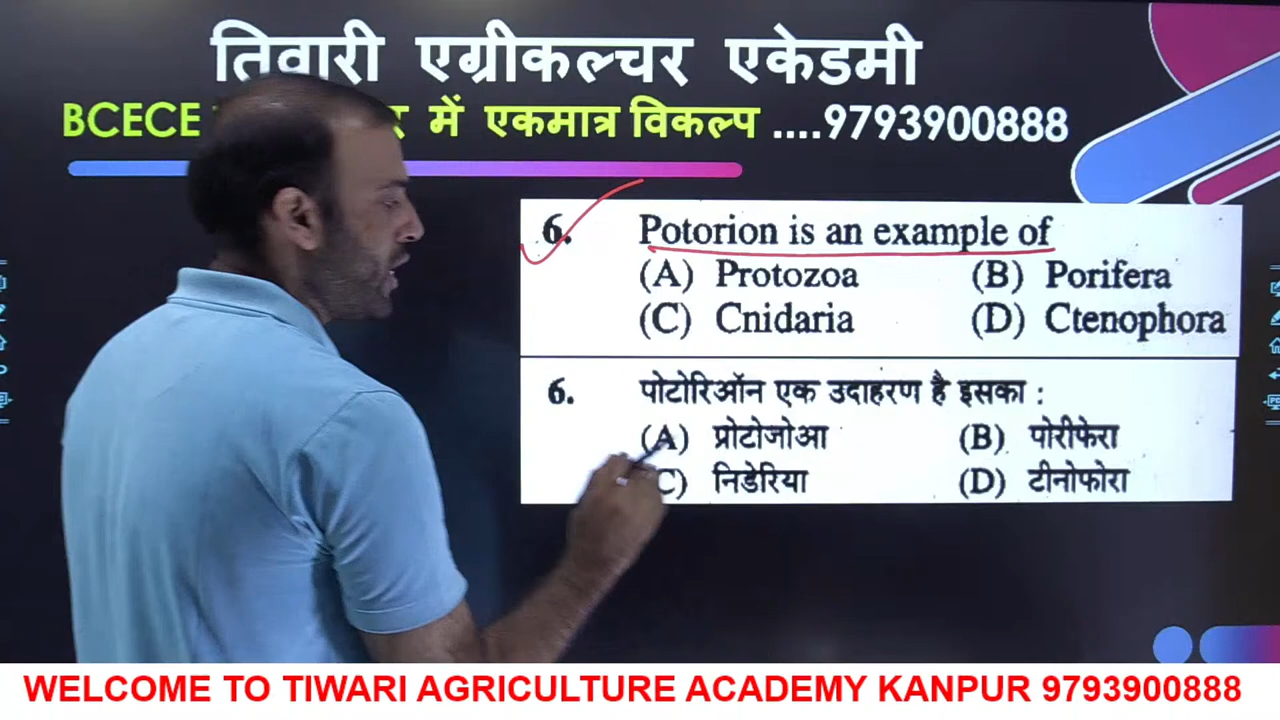 तिवारी एग्रीकल्चर एकेडमी
BCECE में एकमात्र विकल्प ....9793900888
6. Potorion is an example of
(A) Protozoa (B) Porifera
(C) Cnidaria (D) Ctenophora
6. पोटोरिऑन एक उदाहरण है इसका :
(A) प्रोटोजोआ (B) पोरीफेरा
C) निडेरिया (D) टीनोफोरा
WELCOME TO TIWARI AGRICULTURE ACADEMY KANPUR 9793900888